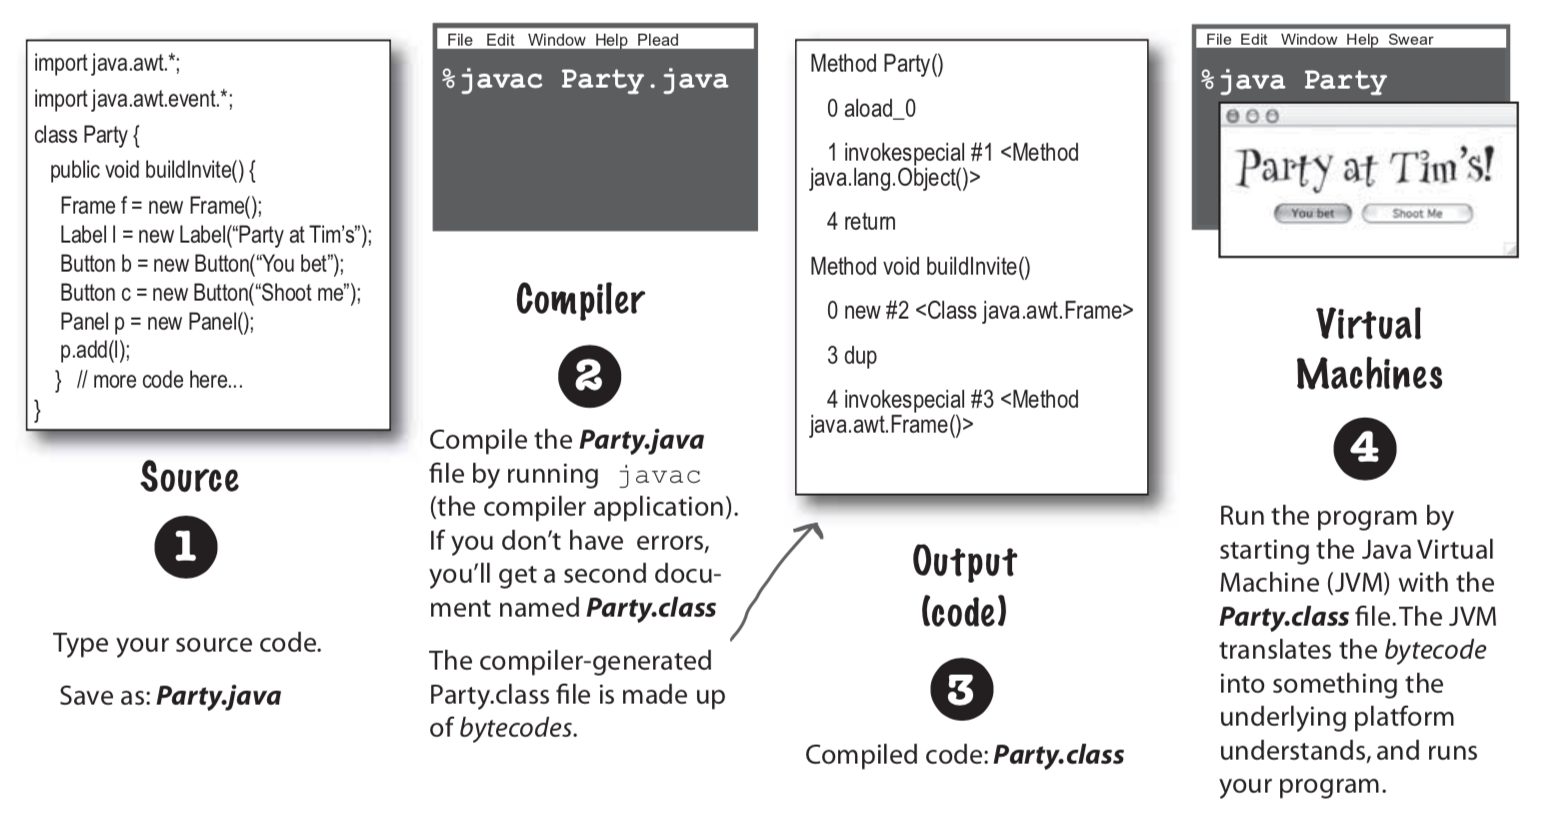 import java.awt.*;
import java.awt.event.*;
class Party {
public void buildInvite() {
Frame f = new Frame();
Label l = new Label(“Party at Tim’s”);
Button b = new Button(“You bet”);
Button c = new Button(“Shoot me”);
Panel p = new Panel();
p.add(l);
} // more code here...
}
Source
1
Type your source code.
Save as: Party.java
File Edit Window Help Plead
%javac Party.java
Compiler
2
Compile the Party.java
file by running javac
(the compiler application).
If you don’t have errors,
you’ll get a second docu-
ment named Party.class
The compiler-generated
Party.class file is made up
of bytecodes.
Method Party()
0 aload_0
1 invokespecial #1 <Method
java.lang.Object()>
4 return
Method void buildInvite()
0 new #2 <Class java.awt.Frame>
3 dup
4 invokespecial #3 <Method
java.awt.Frame()>
Output
(code)
3
Compiled code: Party.class
File Edit Window Help Swear
%java Party
Party at Tim’s!
You bet Shoot Me
Virtual
Machines
4
Run the program by
starting the Java Virtual
Machine (JVM) with the
Party.class file. The JVM
translates the bytecode
into something the
underlying platform
understands, and runs
your program.